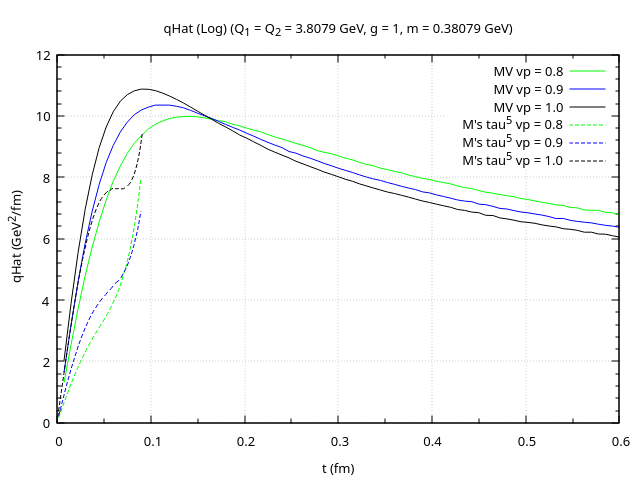 qHat (Log) (Q₁ = Q₂ = 3.8079 GeV, g = 1, m = 0.38079 GeV)
12
10
8
6
4
2
0
qHat (GeV²/fm)
MV vp = 0.8
MV vp = 0.9
MV vp = 1.0
M's tau⁵ vp = 0.8
M's tau⁵ vp = 0.9
M's tau⁵ vp = 1.0
0 0.1 0.2 0.3 0.4 0.5 0.6
t (fm)